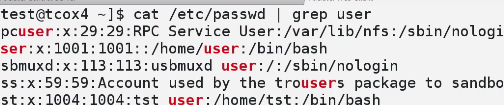 test@tcox4 ~]$ cat /etc/passwd | grep user
pcuser:x:29:29:RPC Service User:/var/lib/nfs:/sbin/nologi
ser:x:1001:1001::/home/user:/bin/bash
sbmuxd:x:113:113:usbmuxd user:/:/sbin/nologin
ss:x:59:59:Account used by the trousers package to sandbo
st:x:1004:1004:tst user:/home/tst:/bin/bash